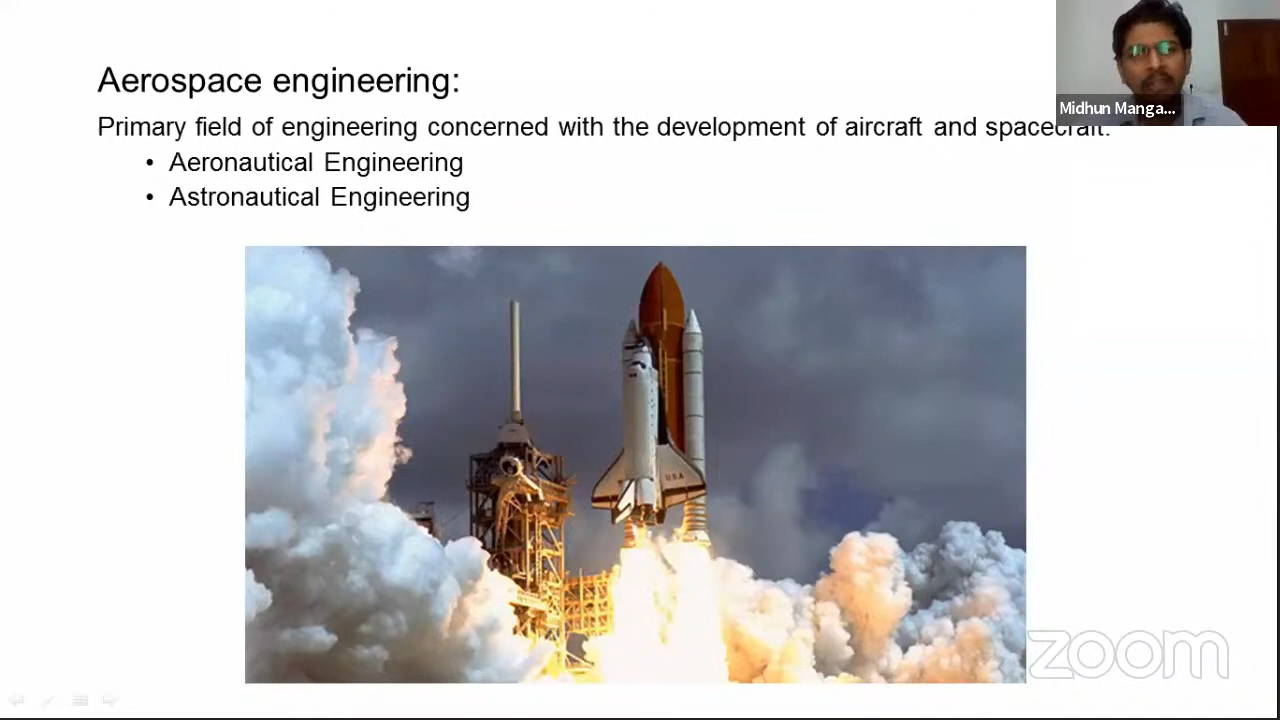 Aerospace engineering:
Primary field of engineering concerned with the development of aircraft and spacecraft.
• Aeronautical Engineering
• Astronautical Engineering
Midhun Manga...
USA
zoom